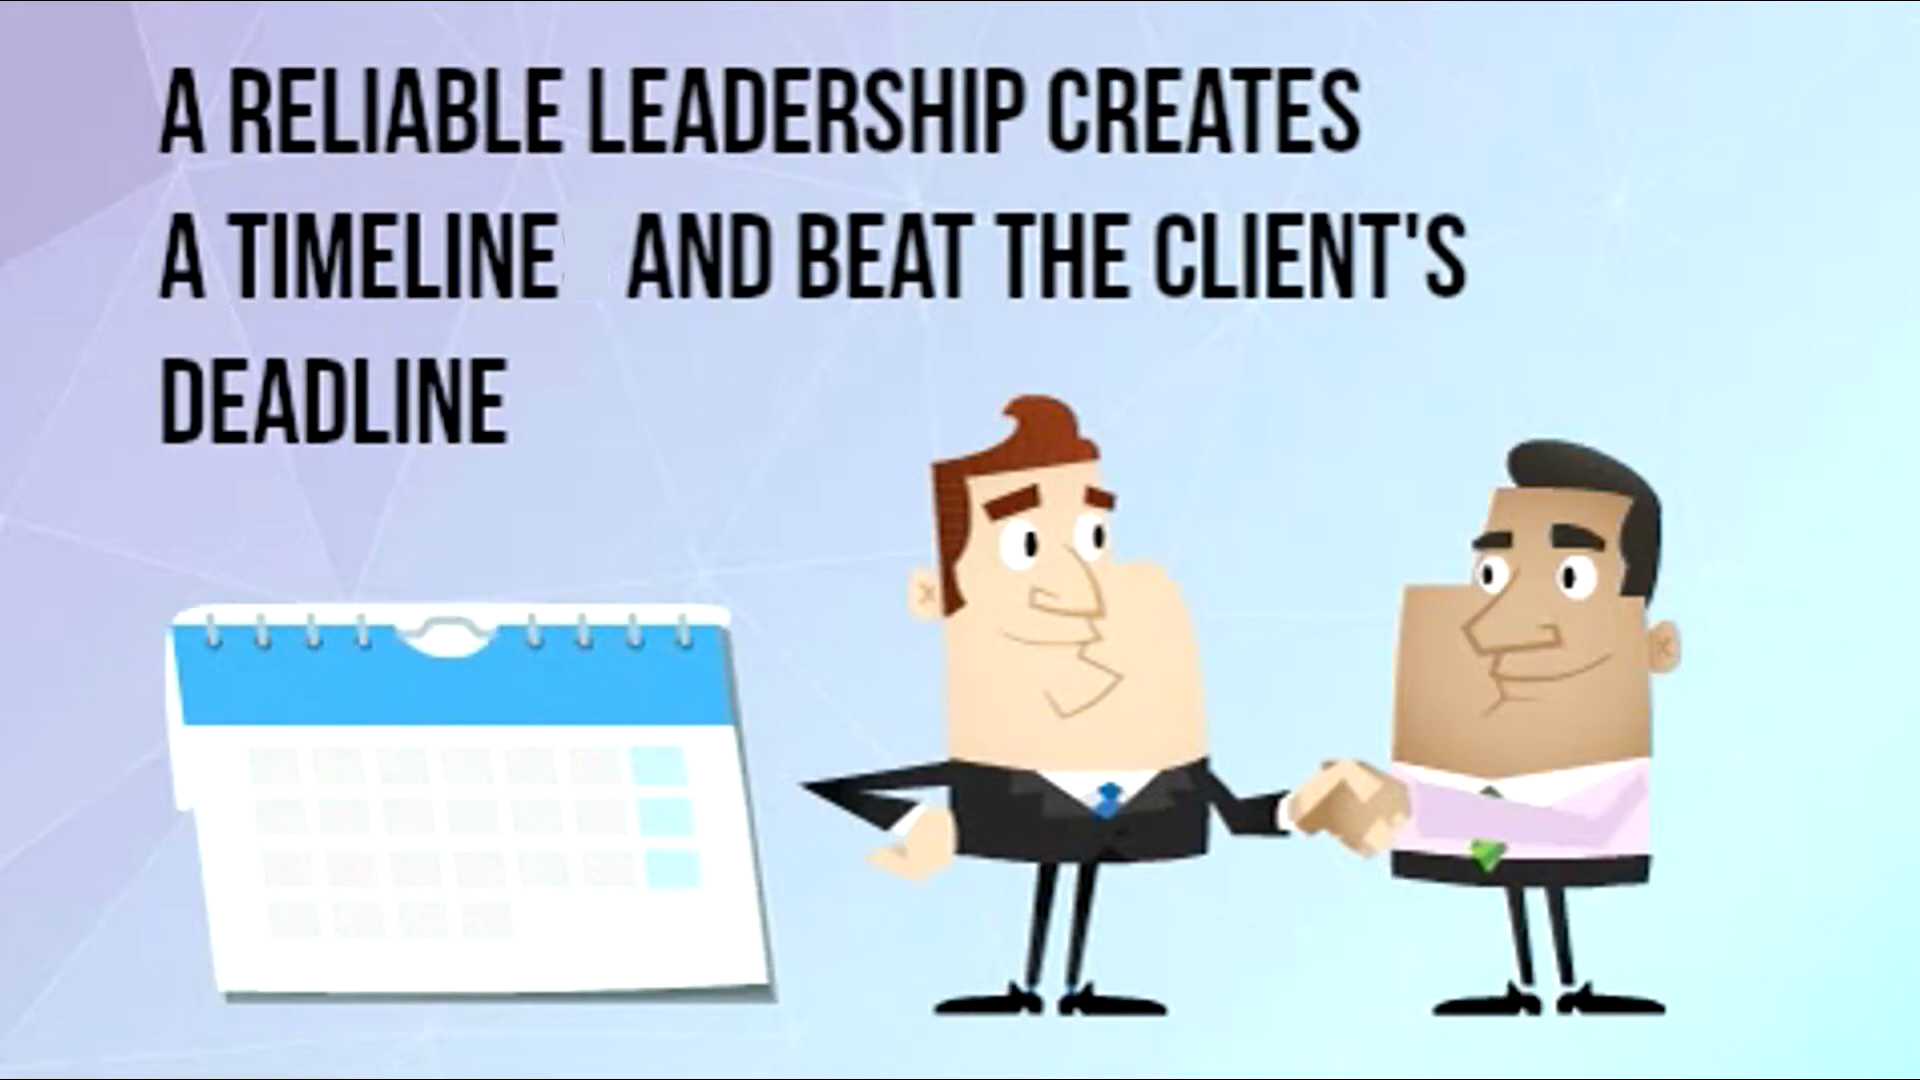 A RELIABLE LEADERSHIP CREATES
A TIMELINE AND BEAT THE CLIENT'S
DEADLINE